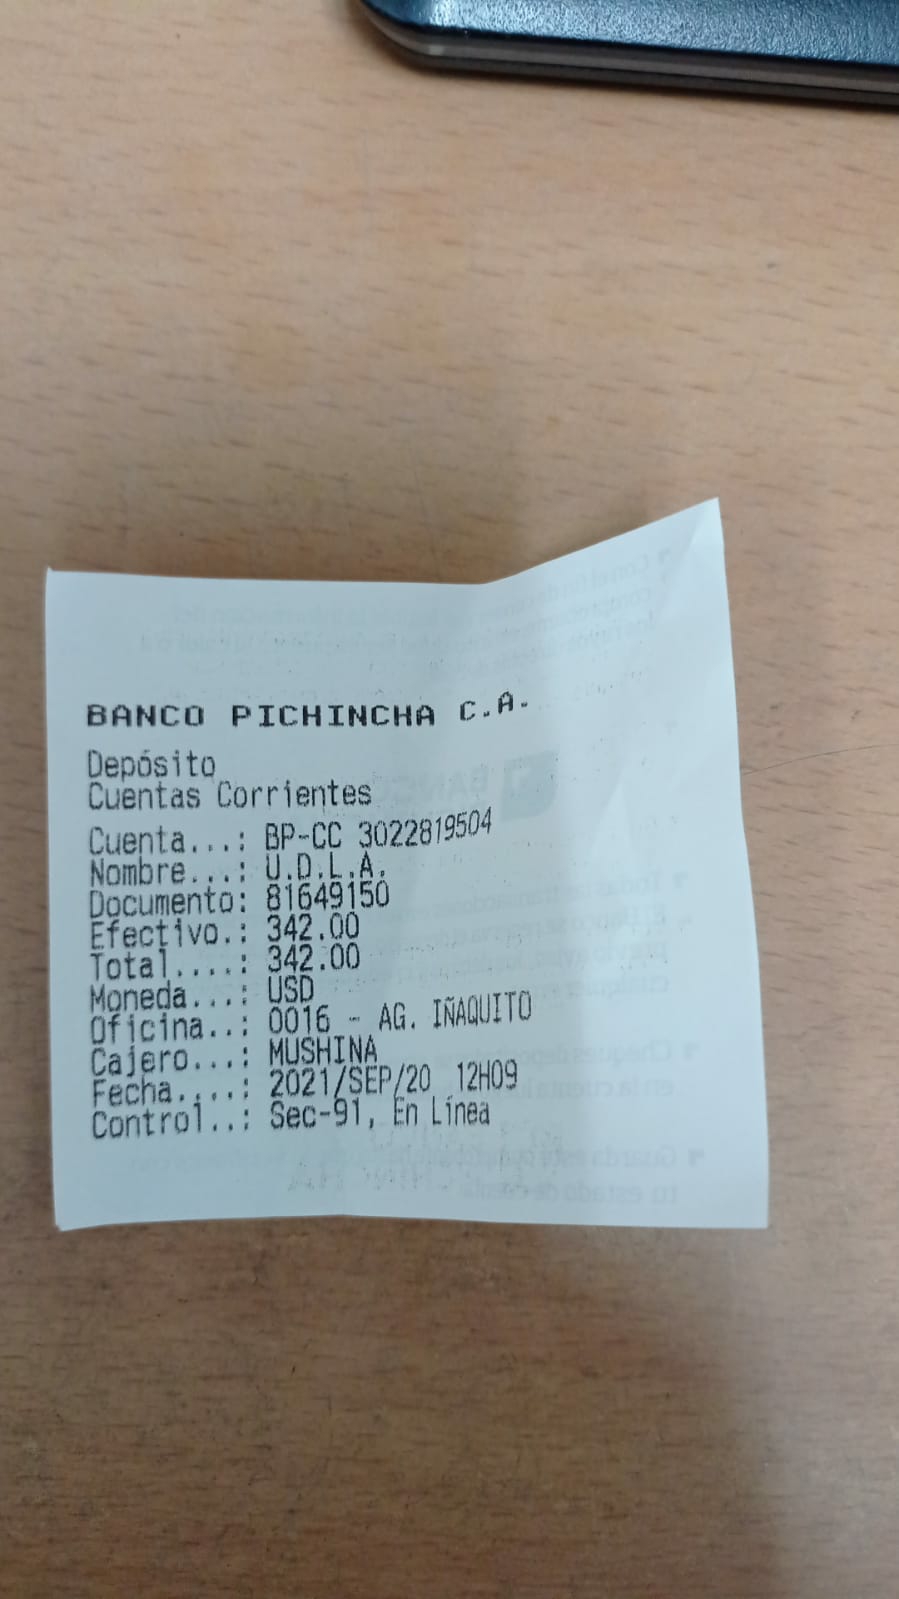 BANCO PICHINCHA C.A.
Depósito
Cuentas Corrientes
Cuenta...: BP-CC 3022819504
Nombre...: U.D.L.A.
Documento: 81649150
Efectivo.: 342.00
Total....: 342.00
Moneda...: USD
Oficina..: 0016 - AG. IÑAQUITO
Cajero...: MUSHINA
Fecha....: 2021/SEP/20 12H09
Control..: Sec-91, En Línea